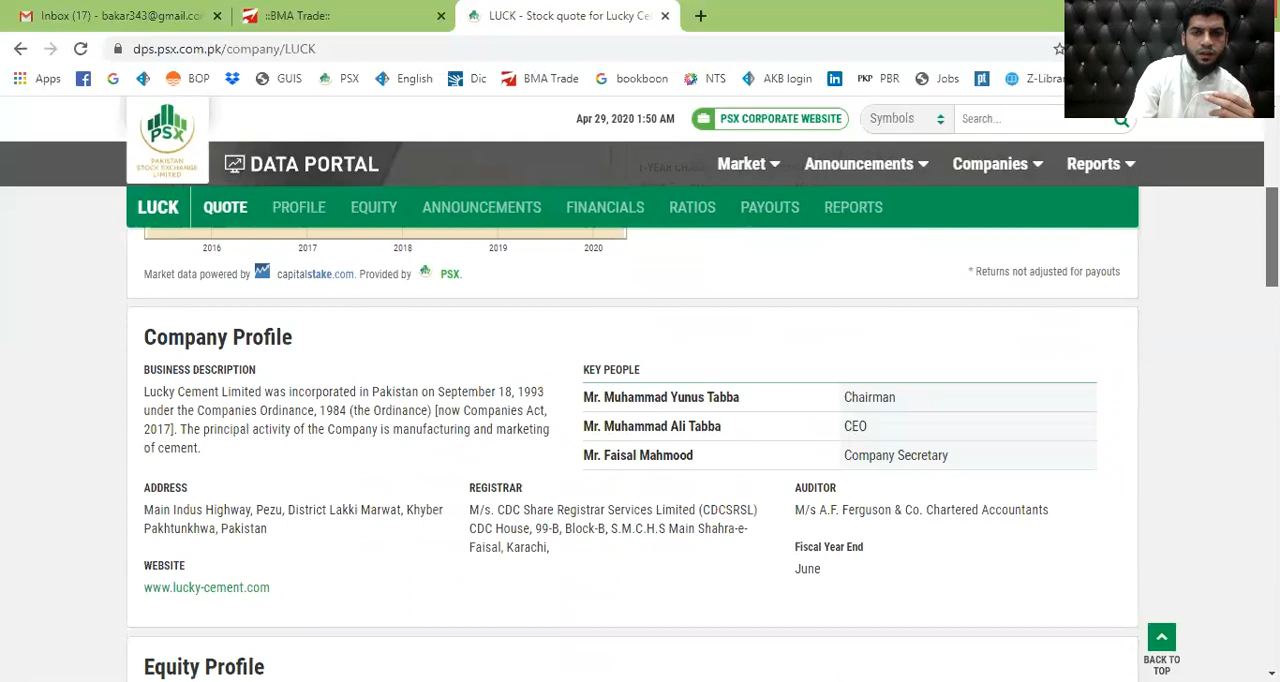 Inbox (17) - bakar343@gmail.co
::BMA Trade::
LUCK - Stock quote for Lucky Ce
dps.psx.com.pk/company/LUCK
Apps
BOP
GUIS
PSX
English
Dic
BMA Trade
bookboon
NTS
AKB login
PKP PBR
Jobs
Z-Libra
PSX
PAKISTAN
STOCK EXCHANGE
LIMITED
Apr 29, 2020 1:50 AM
PSX CORPORATE WEBSITE
Symbols
Search...
DATA PORTAL
Market
Announcements
Companies
Reports
LUCK
QUOTE
PROFILE
EQUITY
ANNOUNCEMENTS
FINANCIALS
RATIOS
PAYOUTS
REPORTS
2016 2017 2018 2019 2020
Market data powered by capitalstake.com. Provided by PSX.
* Returns not adjusted for payouts
Company Profile
BUSINESS DESCRIPTION
Lucky Cement Limited was incorporated in Pakistan on September 18, 1993
under the Companies Ordinance, 1984 (the Ordinance) [now Companies Act,
2017]. The principal activity of the Company is manufacturing and marketing
of cement.
KEY PEOPLE
Mr. Muhammad Yunus Tabba Chairman
Mr. Muhammad Ali Tabba CEO
Mr. Faisal Mahmood Company Secretary
ADDRESS
Main Indus Highway, Pezu, District Lakki Marwat, Khyber
Pakhtunkhwa, Pakistan
WEBSITE
www.lucky-cement.com
REGISTRAR
M/s. CDC Share Registrar Services Limited (CDCSRSL)
CDC House, 99-B, Block-B, S.M.C.H.S Main Shahra-e-
Faisal, Karachi,
AUDITOR
M/s A.F. Ferguson & Co. Chartered Accountants
Fiscal Year End
June
Equity Profile
BACK TO
TOP